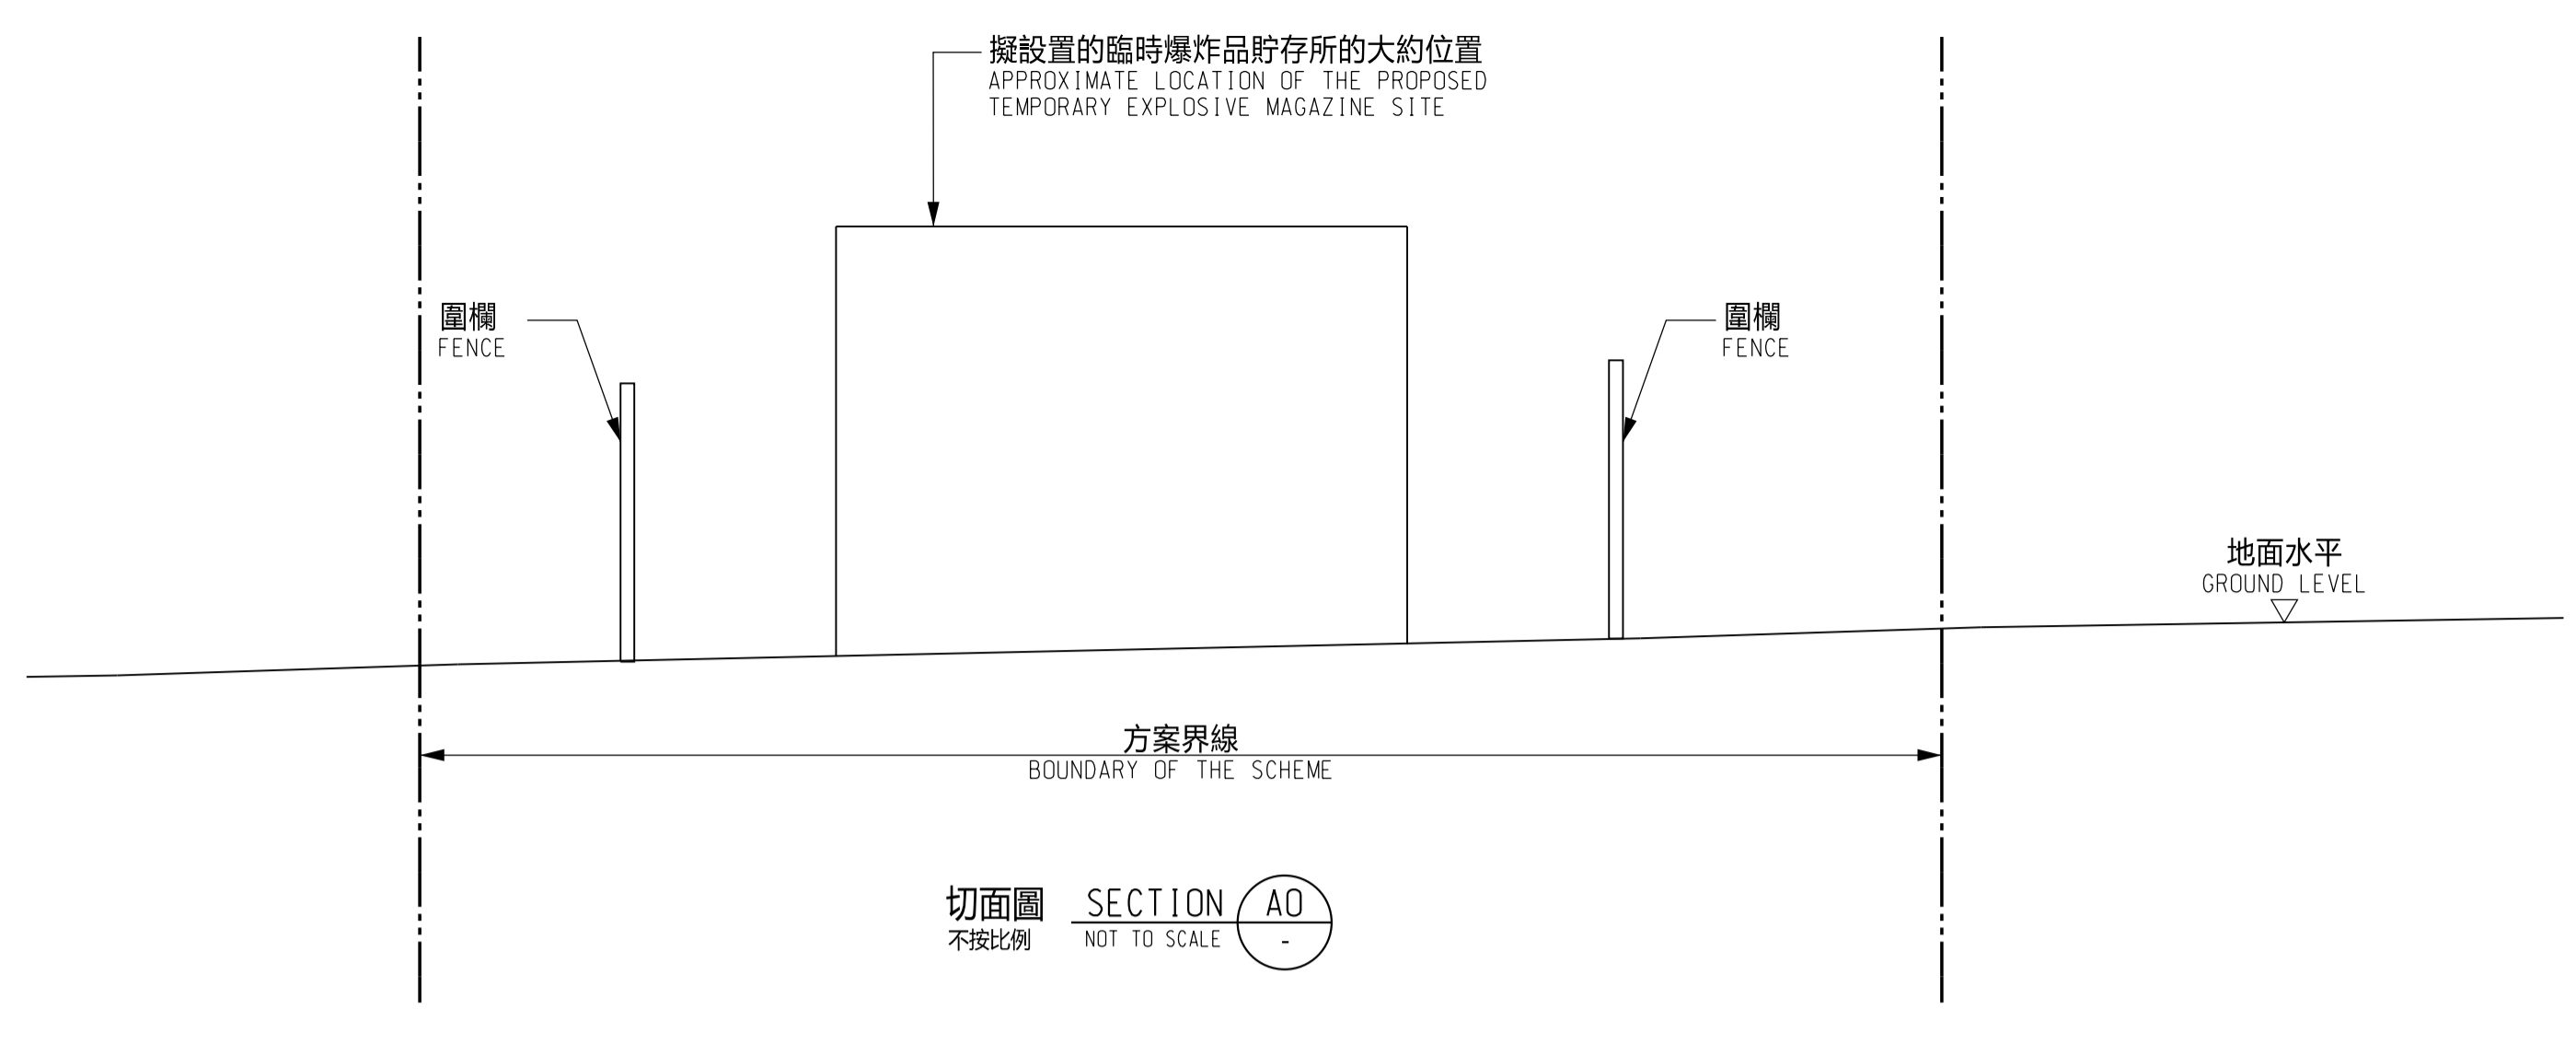 擬設置的臨時爆炸品貯存所的大約位置
APPROXIMATE LOCATION OF THE PROPOSED
TEMPORARY EXPLOSIVE MAGAZINE SITE
圍欄
FENCE
圍欄
FENCE
地面水平
GROUND LEVEL
方案界線
BOUNDARY OF THE SCHEME
切面圖 SECTION AO
不按比例 NOT TO SCALE -